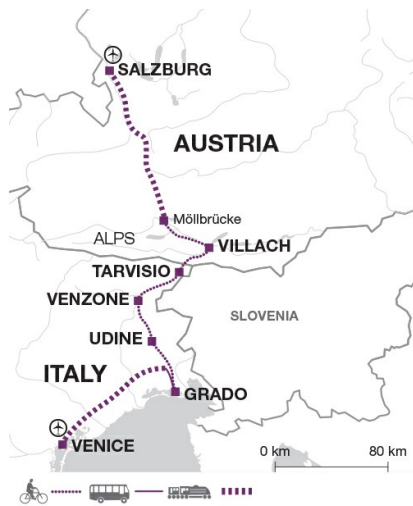 SALZBURG
AUSTRIA
Möllbrücke
ALPS
VILLACH
TARVISIO
VENZONE
SLOVENIA
UDINE
ITALY
GRADO
VENICE
0 km 80 km